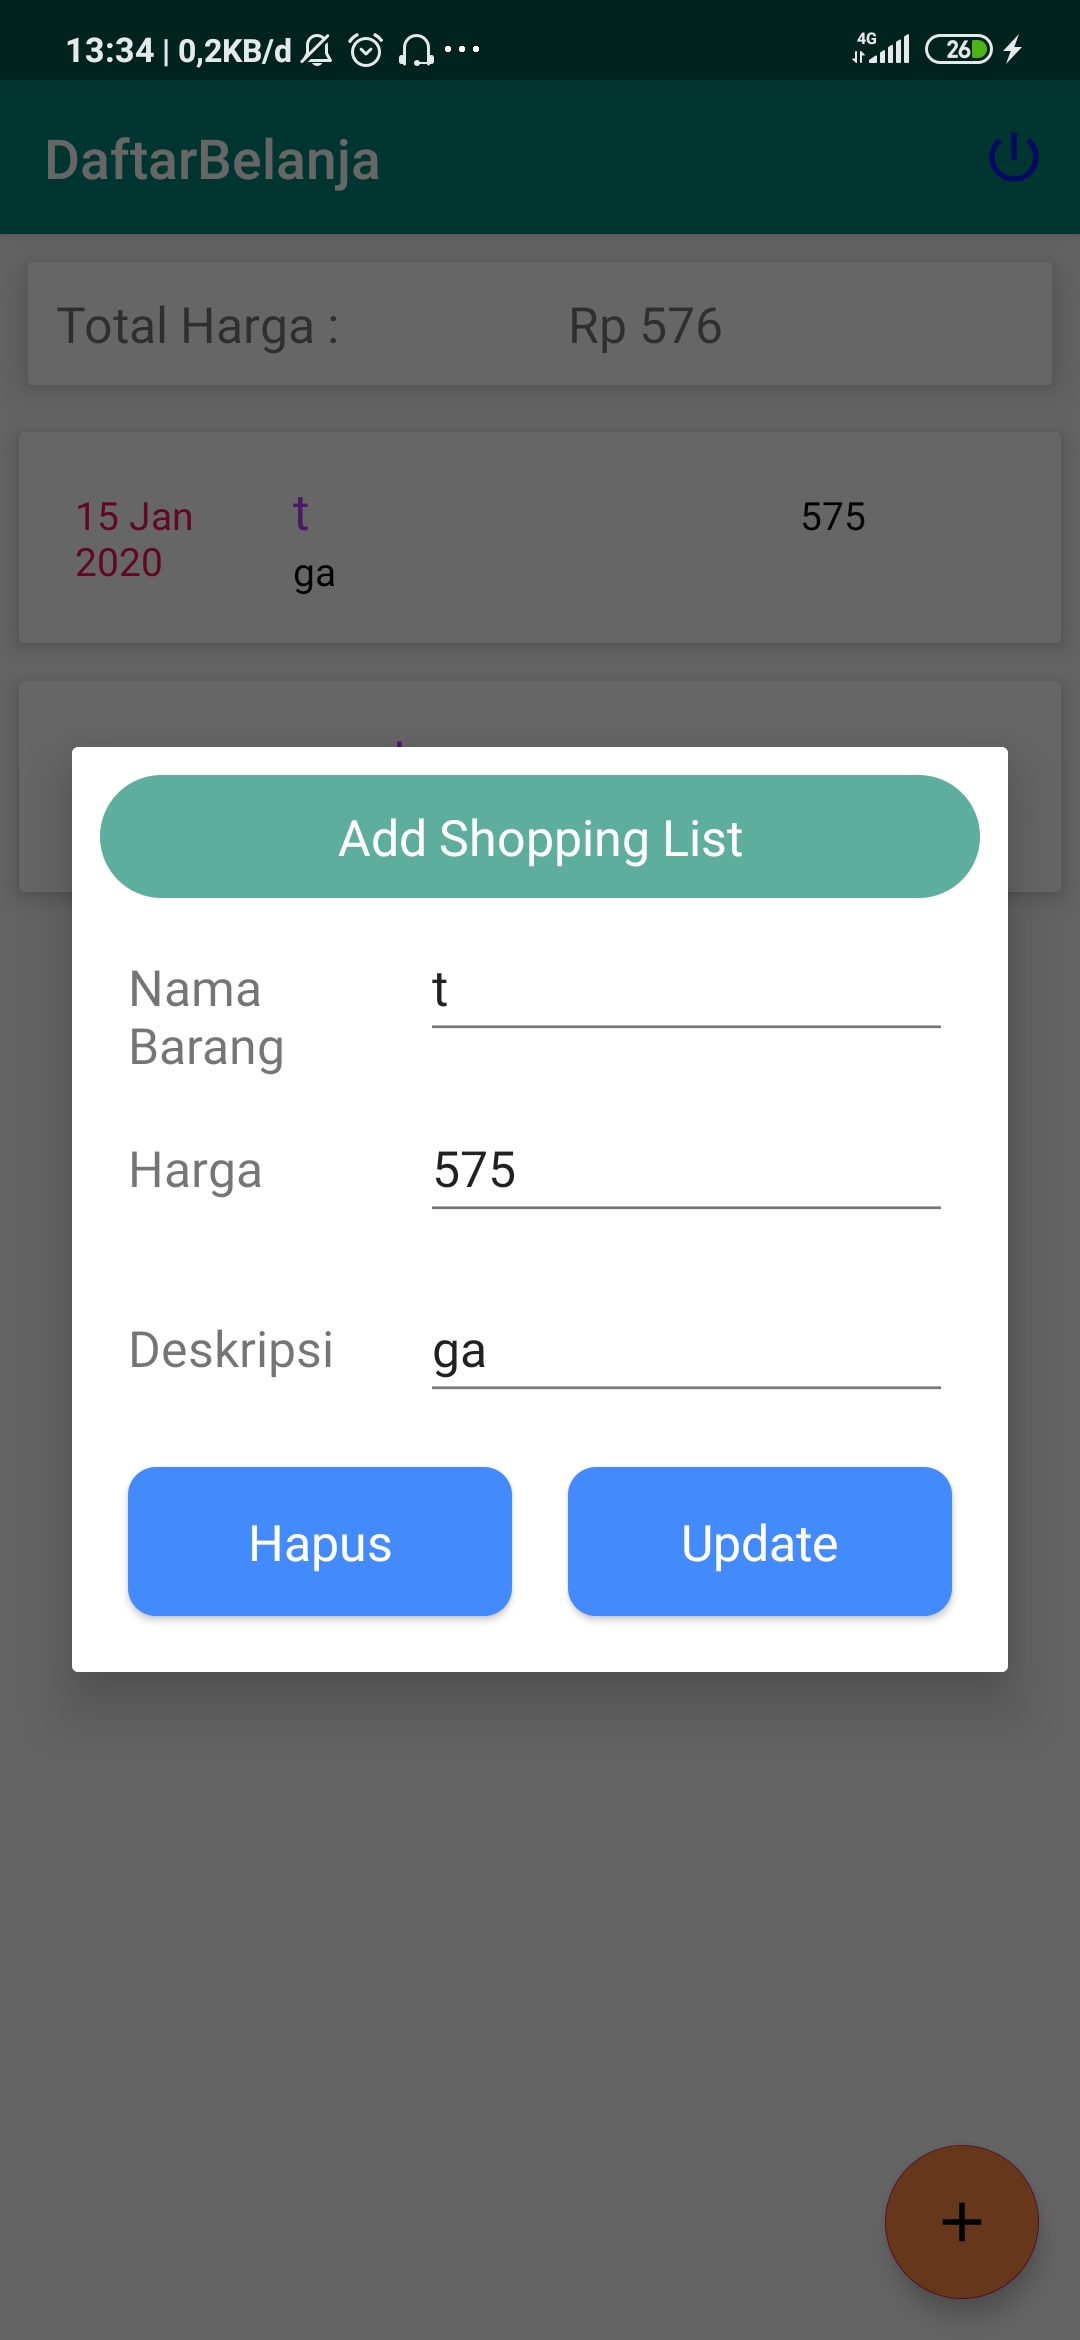 13:34 | 0,2KB/d
4G
26
DaftarBelanja
Total Harga : Rp 576
15 Jan 2020
t
ga
575
Add Shopping List
Nama Barang
t
Harga
575
Deskripsi
ga
Hapus
Update